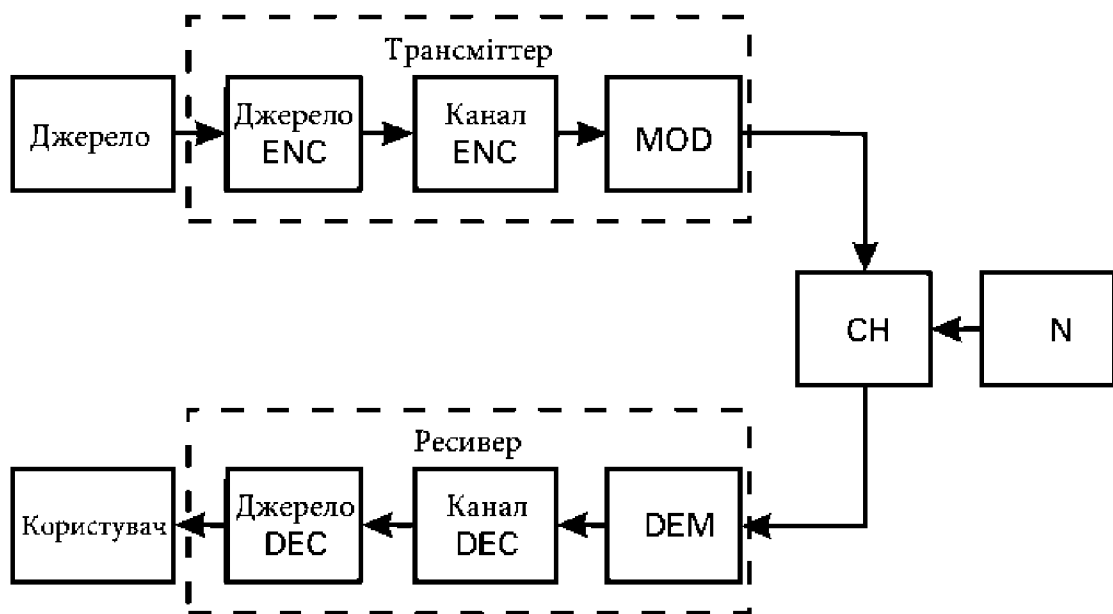 Трансміттер
Джерело
Джерело
ENC
Канал
ENC
MOD
CH
N
Ресивер
Користувач
Джерело
DEC
Канал
DEC
DEM